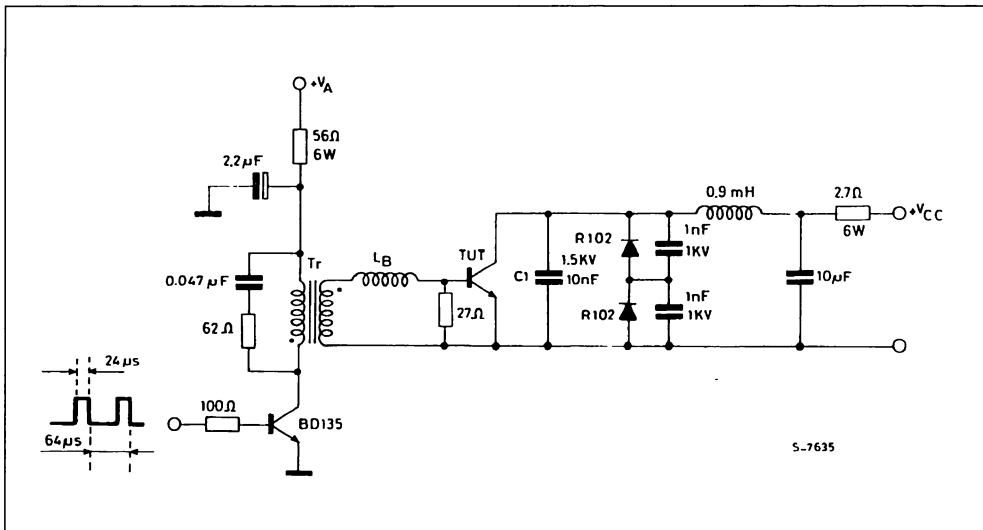 +VA
56Ω
6W
2.2µF
0.047µF
62Ω
Tr
LB
TUT
27Ω
C1
1.5KV
10nF
R102
R102
1nF
1KV
1nF
1KV
0.9 mH
2.7Ω
6W
+VCC
10µF
24µs
64µs
100Ω
BD135
S-7635